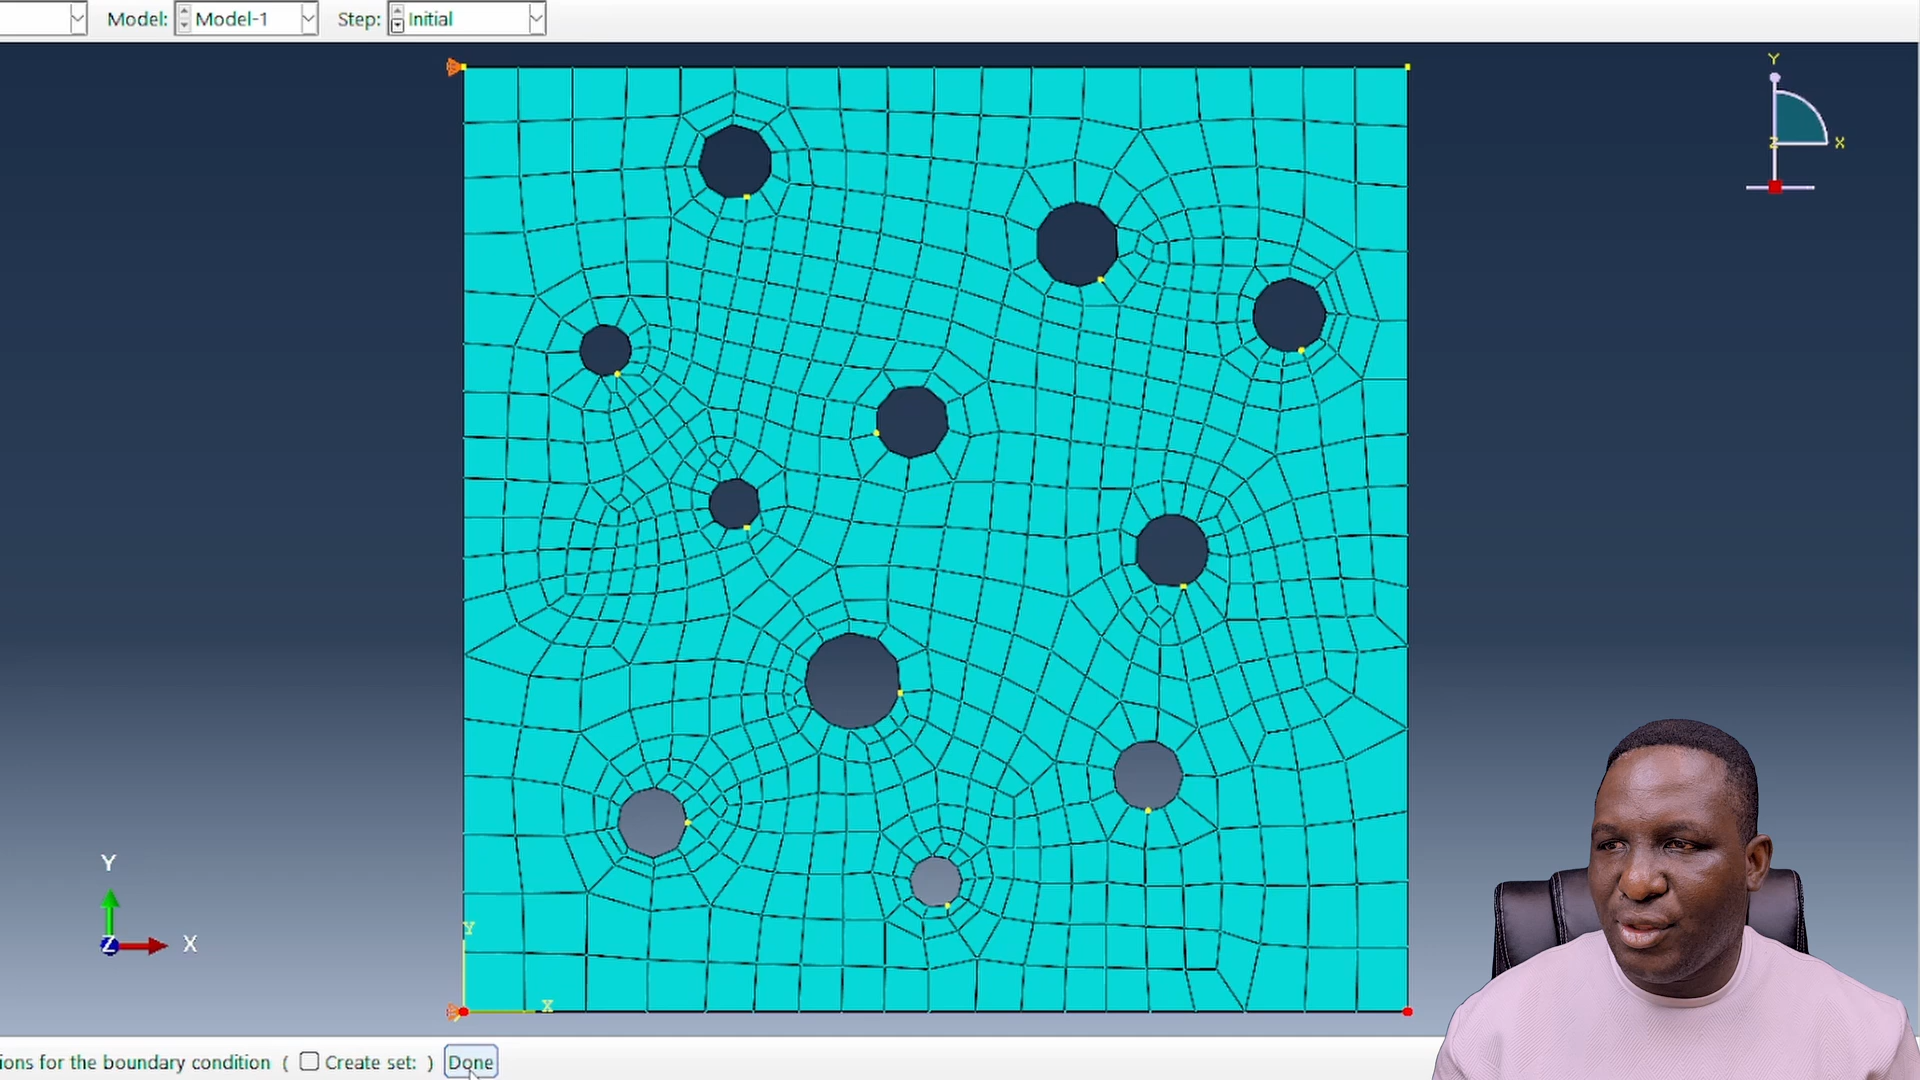 Model: Model-1 Step: Initial
Y
Z X
Y
Z X
Y
X
ions for the boundary condition ( Create set: ) Done